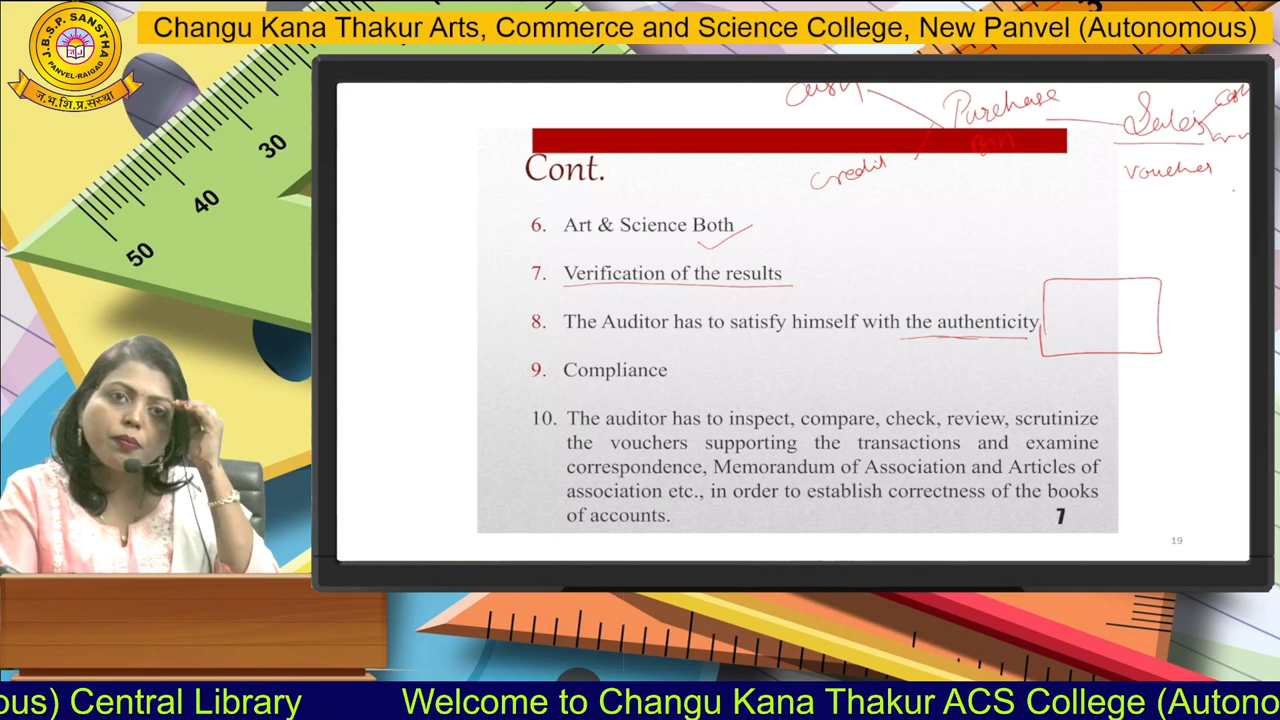 Changu Kana Thakur Arts, Commerce and Science College, New Panvel (Autonomous)
J.B.S.P. SANSTHA
PANVEL-RAIGAD
ज.भ.शि.प्र.संस्था
30
40
50
Purchase
Sales
Credit
Voucher
Cont.
6. Art & Science Both
7. Verification of the results
8. The Auditor has to satisfy himself with the authenticity
9. Compliance
10. The auditor has to inspect, compare, check, review, scrutinize
the vouchers supporting the transactions and examine
correspondence, Memorandum of Association and Articles of
association etc., in order to establish correctness of the books
of accounts.
7
19
ous) Central Library Welcome to Changu Kana Thakur ACS College (Autono